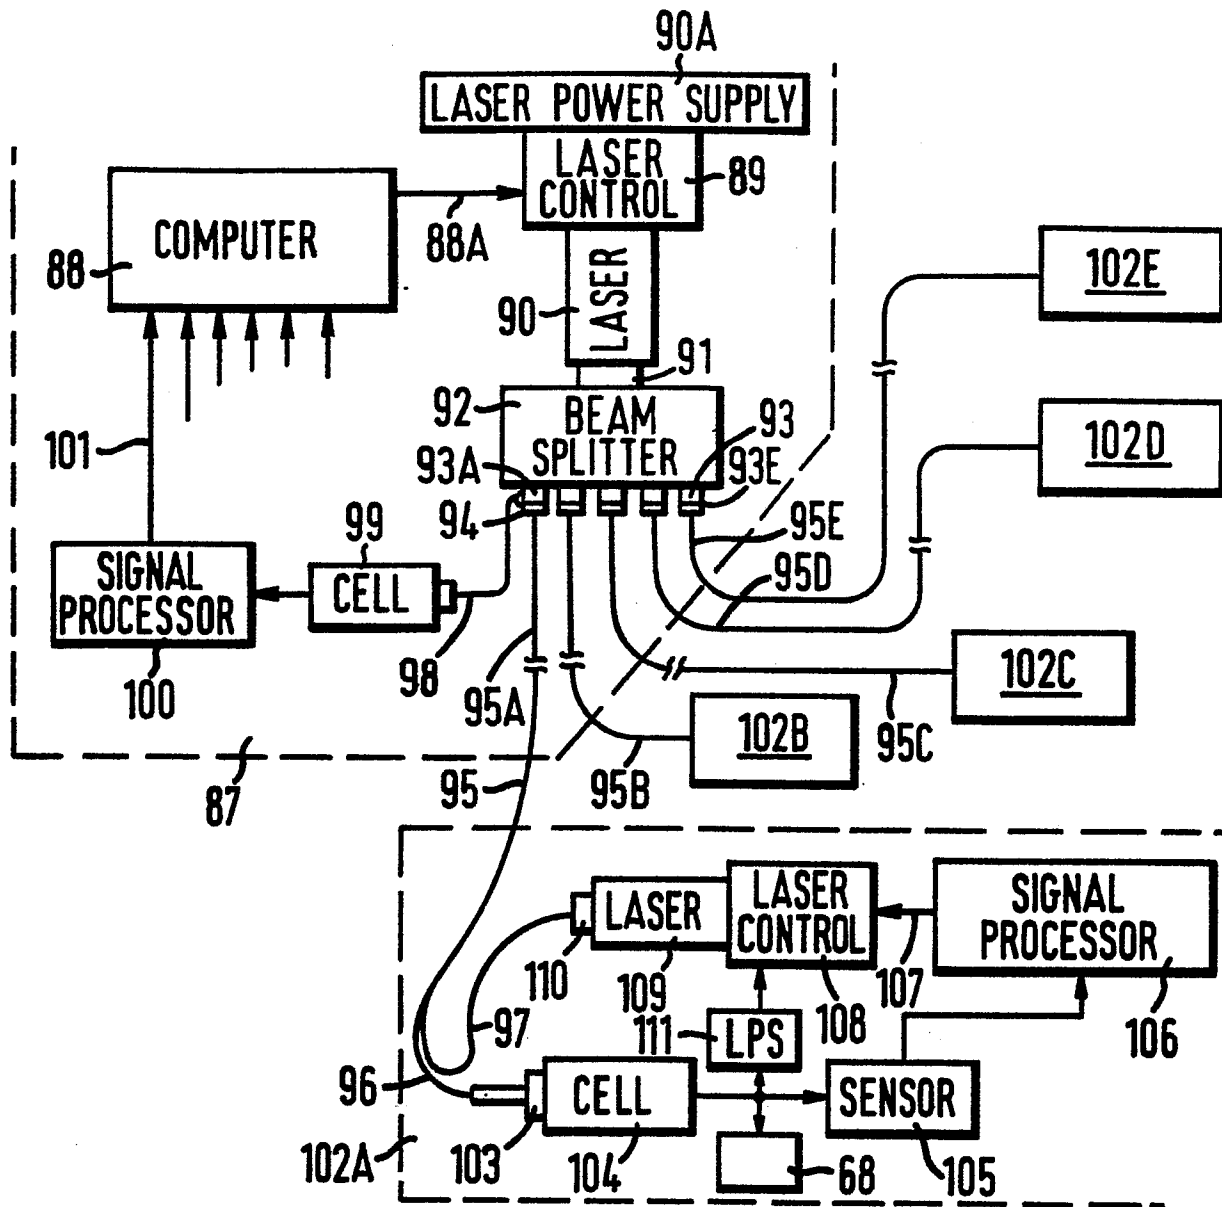 90A
LASER POWER SUPPLY
LASER
CONTROL
89
COMPUTER
88
88A
90
LASER
102E
91
92
BEAM
SPLITTER
93
93A
93E
94
101
102D
99
95E
SIGNAL
PROCESSOR
CELL
95D
100
98
95A
102C
102B
95C
95
95B
87
LASER
LASER
CONTROL
SIGNAL
PROCESSOR
110
109
107
108
106
97
111
LPS
96
CELL
SENSOR
102A
103
104
68
105